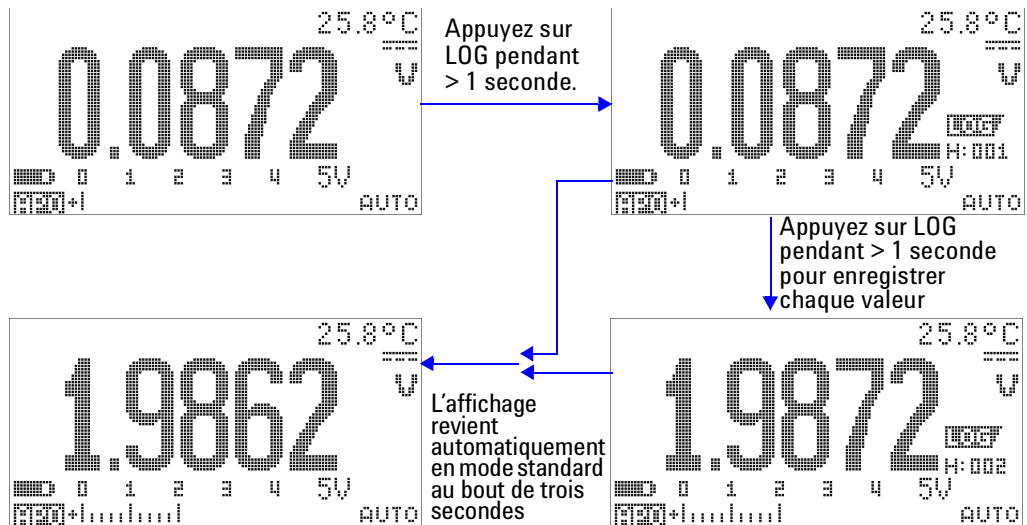 25.8°C
0.0872
V
0 1 2 3 4 5V
+
AUTO
Appuyez sur
LOG pendant
> 1 seconde.
25.8°C
0.0872
V
LOG
H:001
0 1 2 3 4 5V
+
AUTO
Appuyez sur LOG
pendant > 1 seconde
pour enregistrer
chaque valeur
25.8°C
1.9862
V
0 1 2 3 4 5V
+
AUTO
L'affichage
revient
automatiquement
en mode standard
au bout de trois
secondes
25.8°C
1.9872
V
LOG
H:002
0 1 2 3 4 5V
+
AUTO